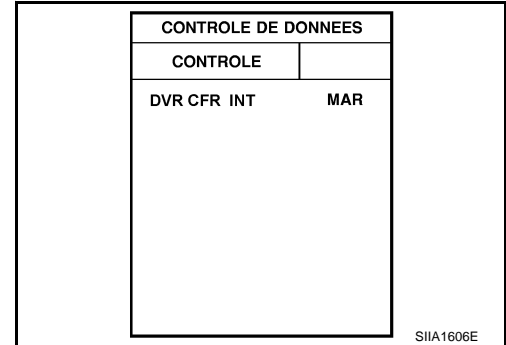 CONTROLE DE DONNEES
CONTROLE
DVR CFR INT MAR
SIIA1606E